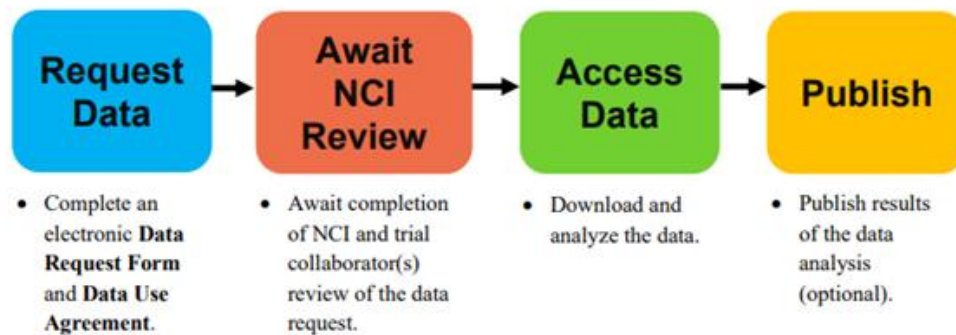 Request
Data
Await
NCI
Review
Access
Data
Publish
• Complete an
electronic Data
Request Form
and Data Use
Agreement.
• Await completion
of NCI and trial
collaborator(s)
review of the data
request.
• Download and
analyze the data.
• Publish results
of the data
analysis
(optional).